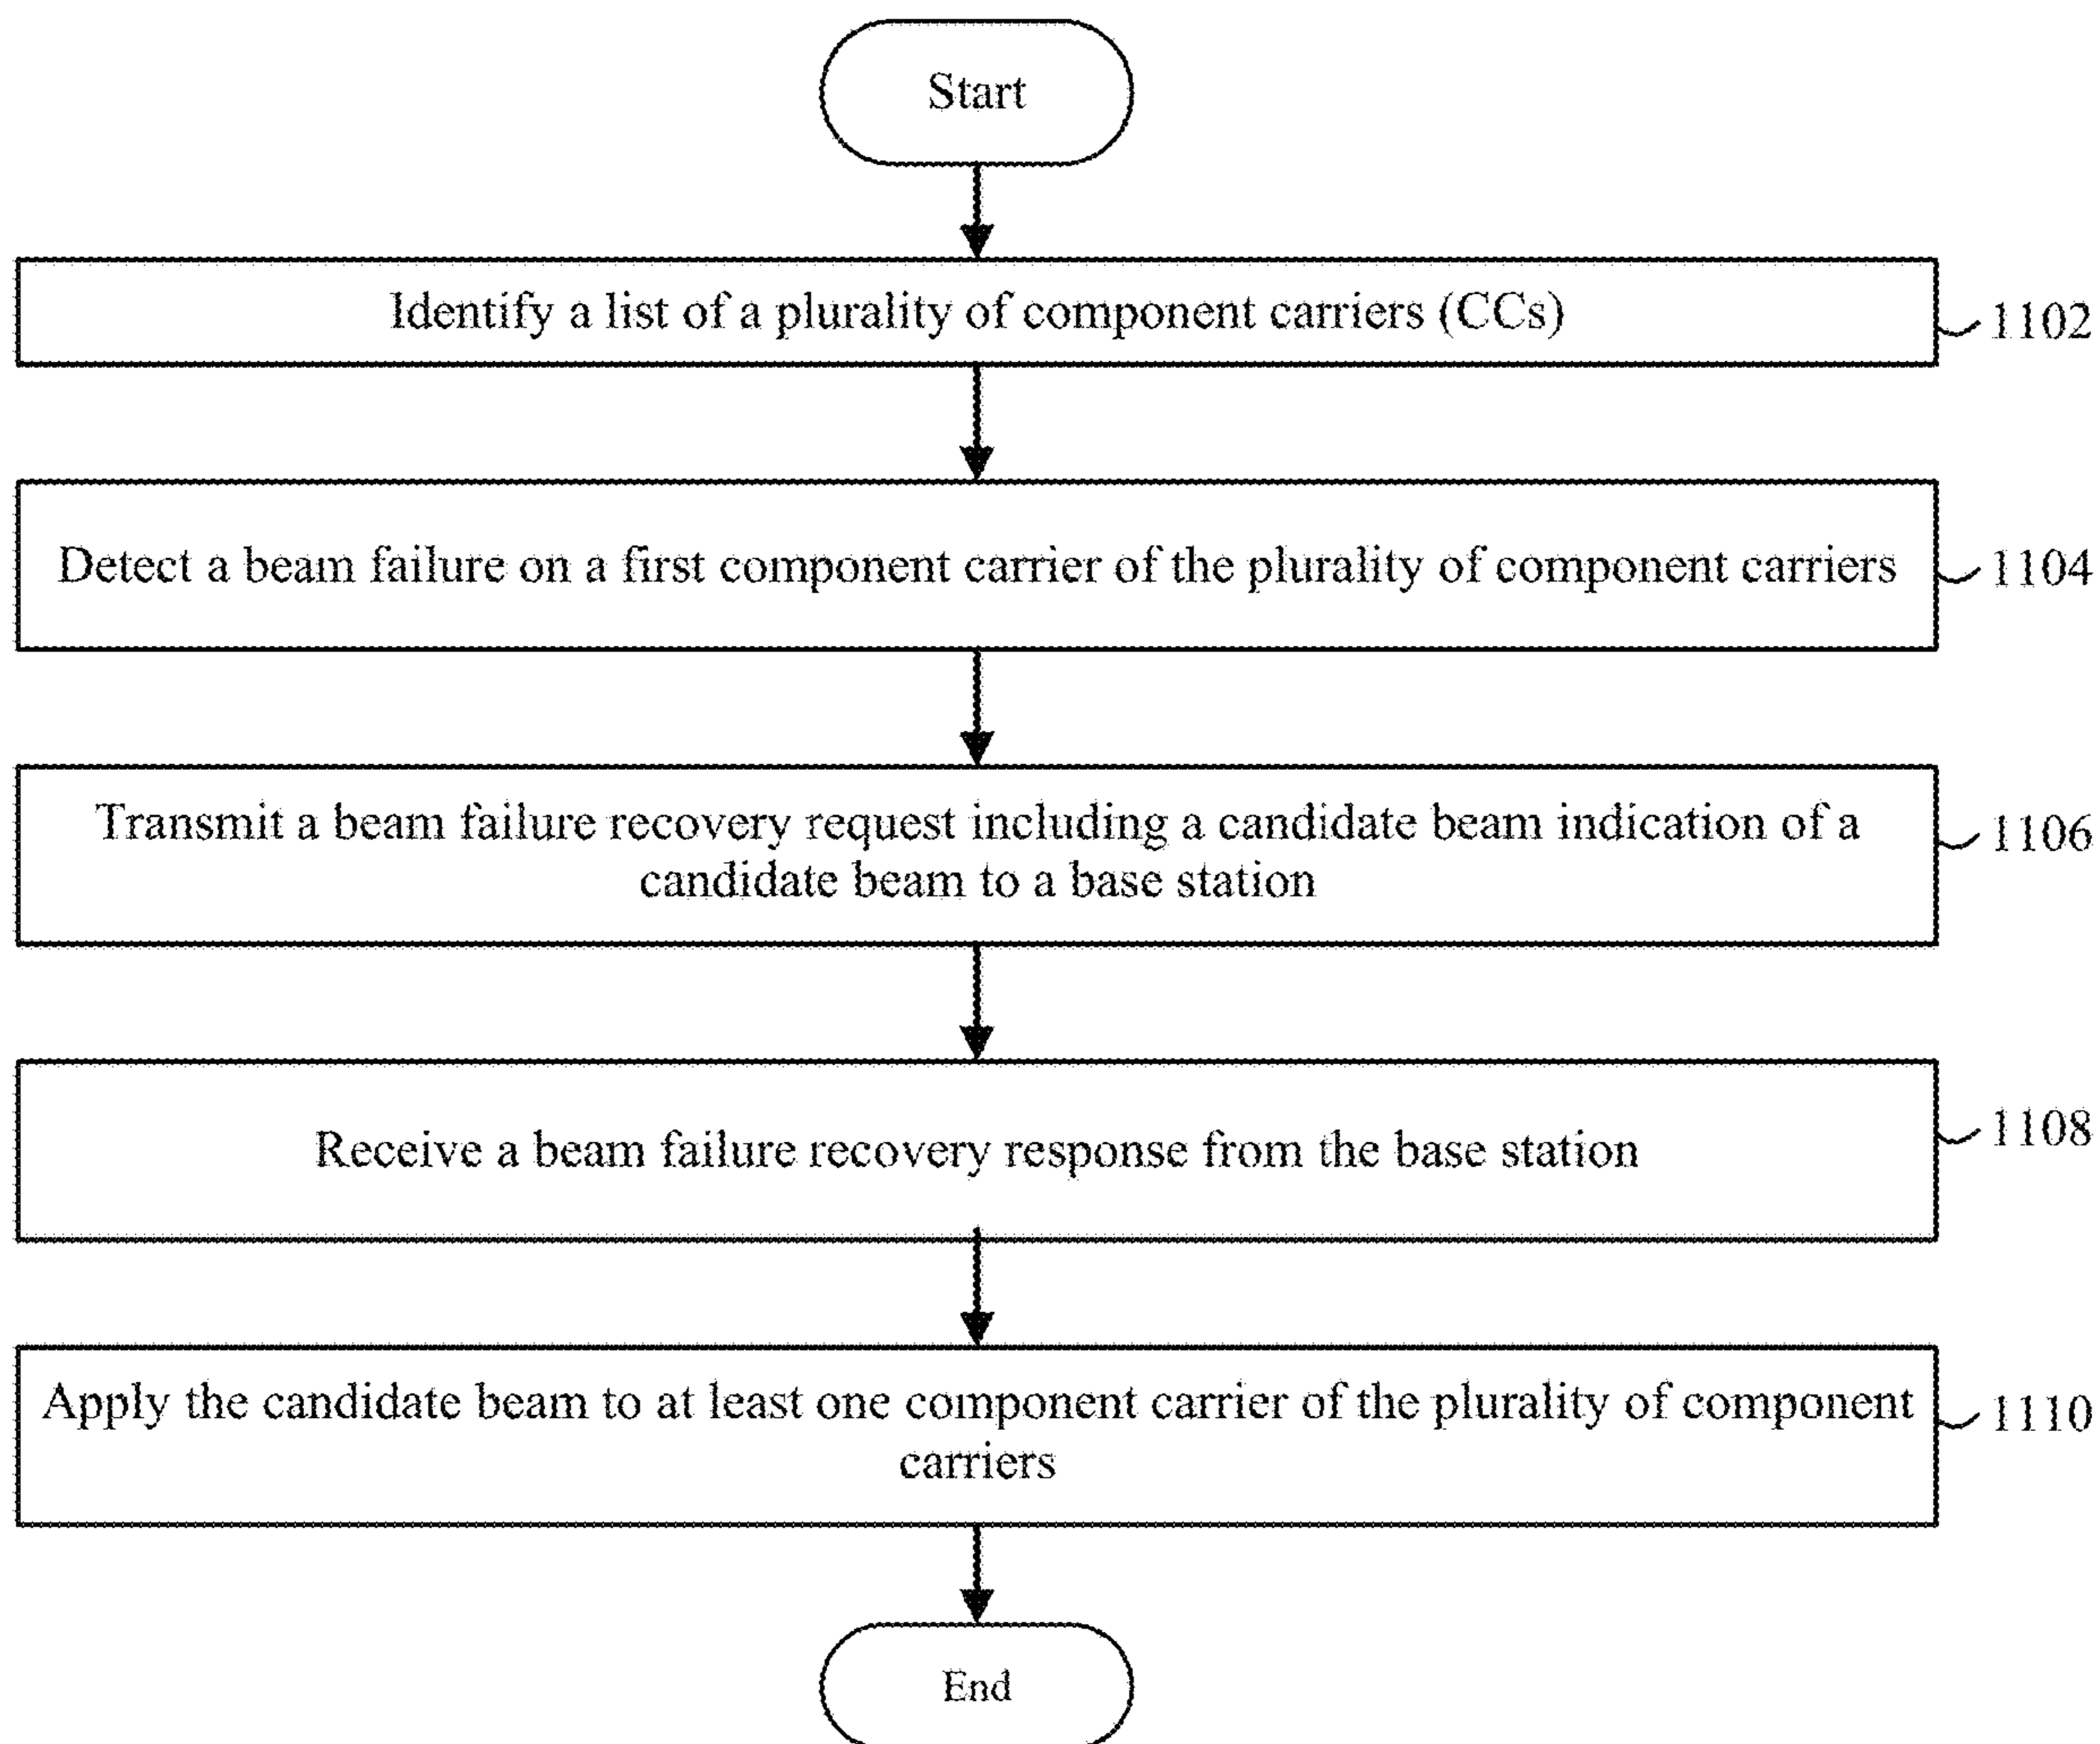 Start
Identify a list of a plurality of component carriers (CCs)
1102
Detect a beam failure on a first component carrier of the plurality of component carriers
1104
Transmit a beam failure recovery request including a candidate beam indication of a
candidate beam to a base station
1106
Receive a beam failure recovery response from the base station
1108
Apply the candidate beam to at least one component carrier of the plurality of component
carriers
1110
End